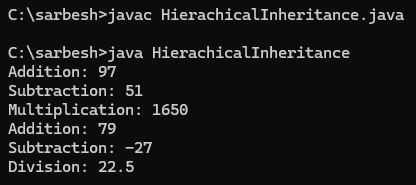 C:\sarbesh>javac HierachicalInheritance.java
C:\sarbesh>java HierachicalInheritance
Addition: 97
Subtraction: 51
Multiplication: 1650
Addition: 79
Subtraction: -27
Division: 22.5